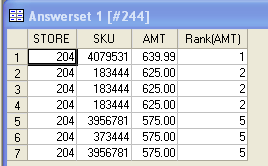 Answerset 1 [#244]
STORE SKU AMT Rank(AMT)
1 204 4079531 639.99 1
2 204 183444 625.00 2
3 204 183444 625.00 2
4 204 183444 625.00 2
5 204 3956781 575.00 5
6 204 373444 575.00 5
7 204 3956781 575.00 5